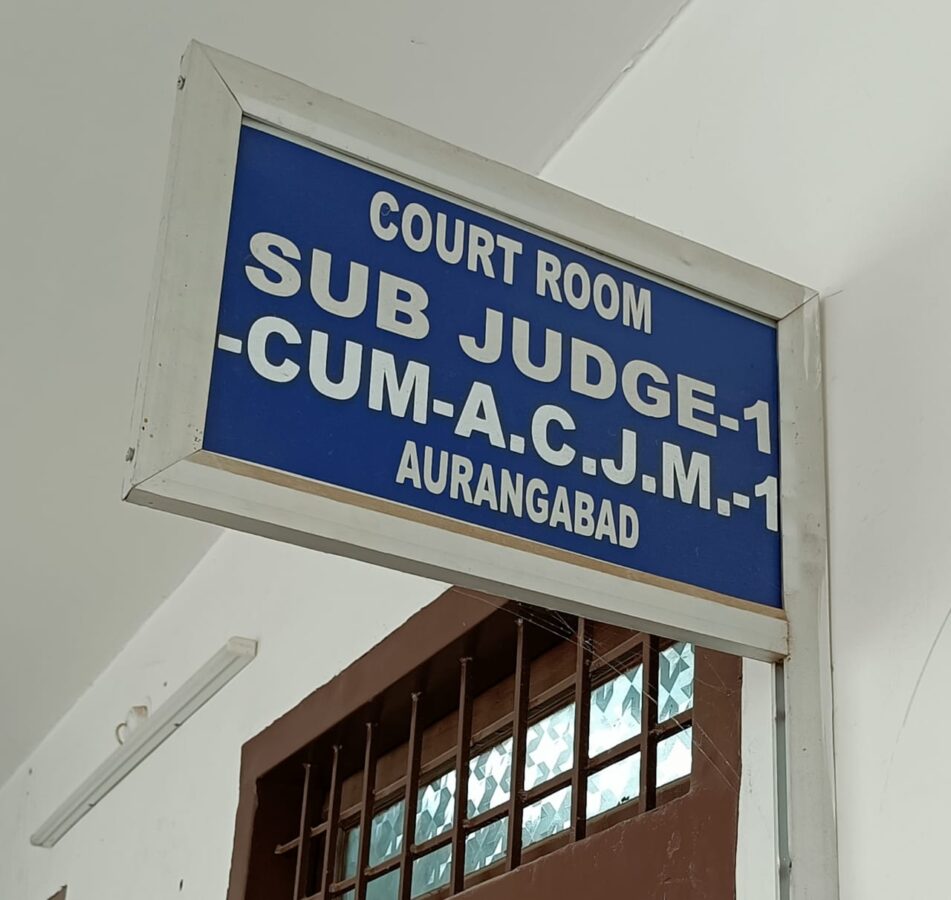 COURT ROOM
SUB JUDGE-1
-CUM-A.C.J.M.-1
AURANGABAD